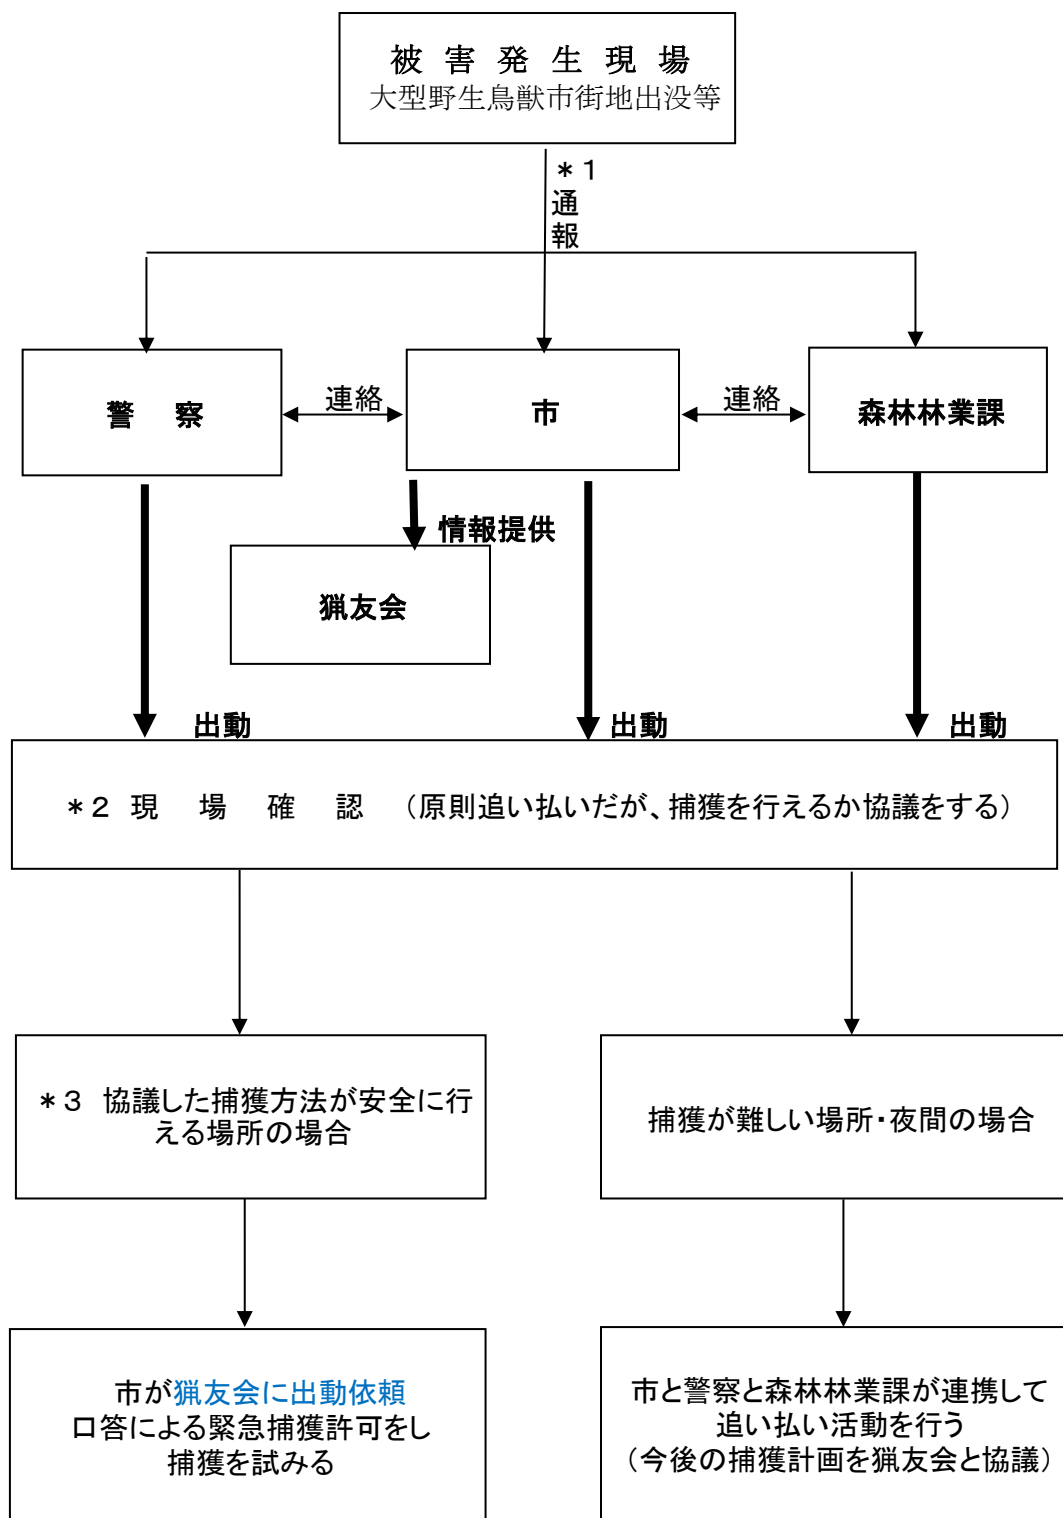 被 害 発 生 現 場
大型野生鳥獣市街地出没等
＊１
通
報
警 察
連絡
市
連絡
森林林業課
情報提供
猟友会
出動
出動
出動
＊２ 現 場 確 認 （原則追い払いだが、捕獲を行えるか協議をする）
＊３ 協議した捕獲方法が安全に行
える場所の場合
捕獲が難しい場所・夜間の場合
市が猟友会に出動依頼
口答による緊急捕獲許可をし
捕獲を試みる
市と警察と森林林業課が連携して
追い払い活動を行う
（今後の捕獲計画を猟友会と協議）